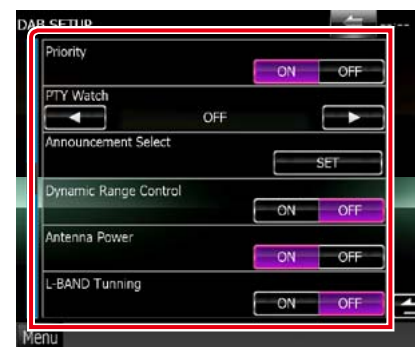 DAB SETUP
Priority
ON OFF
PTY Watch
OFF
Announcement Select
SET
Dynamic Range Control
ON OFF
Antenna Power
ON OFF
L-BAND Tunning
ON OFF
Menu